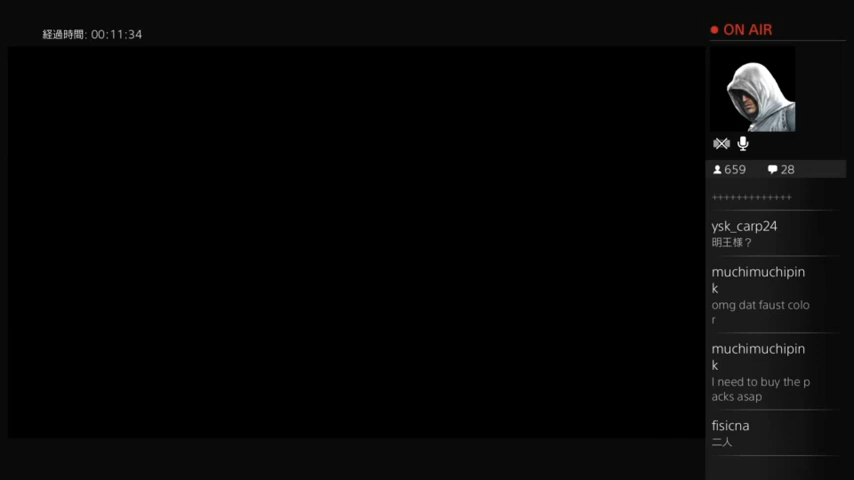 経過時間: 00:11:34
ON AIR
659 28
+++++++++++++
ysk_carp24
明王様？
muchimuchipin
k
omg dat faust colo
r
muchimuchipin
k
I need to buy the p
acks asap
fisicna
二人